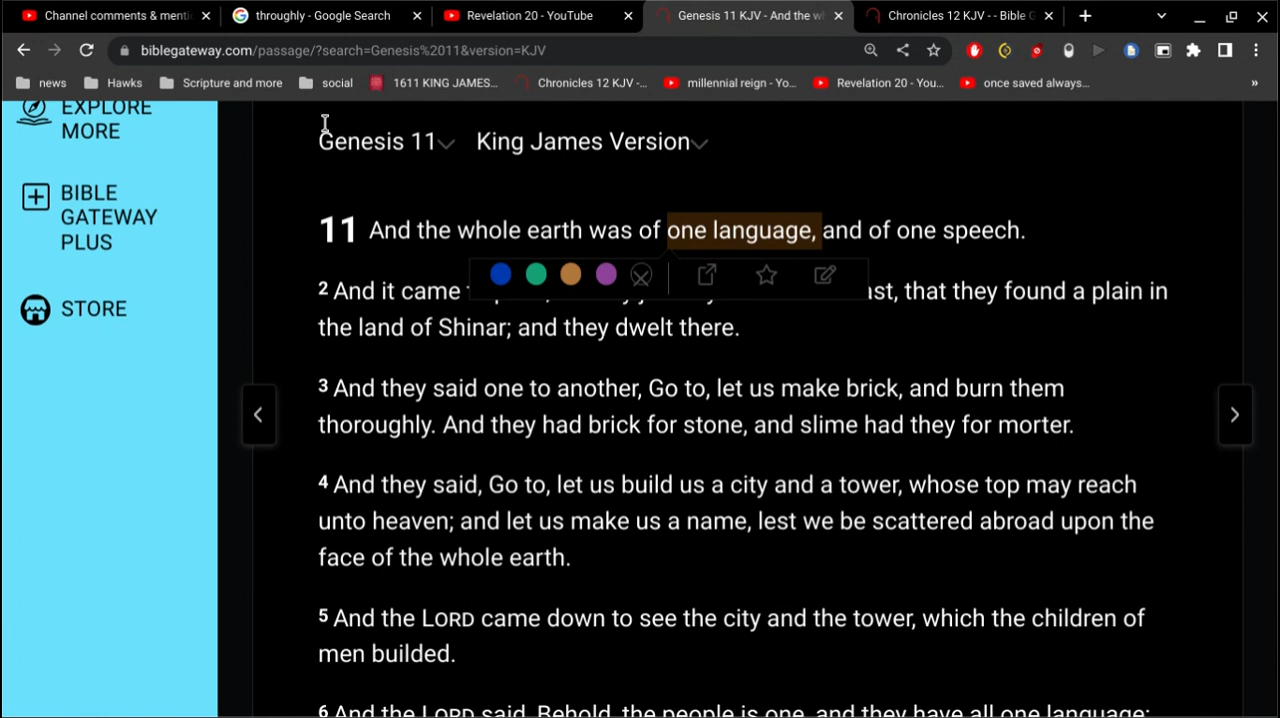 Channel comments & menti
throughly - Google Search
Revelation 20 - YouTube
Genesis 11 KJV - And the w
Chronicles 12 KJV - - Bible G
biblegateway.com/passage/?search=Genesis%2011&version=KJV
news
Hawks
Scripture and more
social
1611 KING JAMES...
Chronicles 12 KJV -...
millennial reign - Yo...
Revelation 20 - You...
once saved always...
»
EXPLORE
MORE
BIBLE
GATEWAY
PLUS
STORE
Genesis 11 King James Version
11 And the whole earth was of one language, and of one speech.
2 And it came ast, that they found a plain in
the land of Shinar; and they dwelt there.
3 And they said one to another, Go to, let us make brick, and burn them
thoroughly. And they had brick for stone, and slime had they for morter.
4 And they said, Go to, let us build us a city and a tower, whose top may reach
unto heaven; and let us make us a name, lest we be scattered abroad upon the
face of the whole earth.
5 And the LORD came down to see the city and the tower, which the children of
men builded.
6 And the LORD said, Behold, the people is one, and they have all one language;